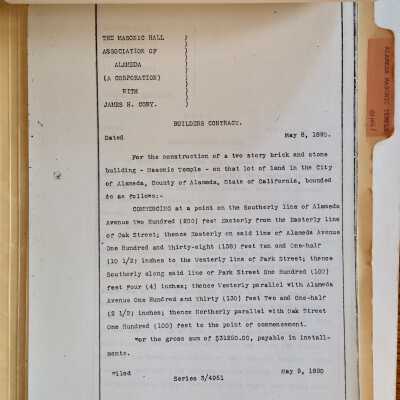 THE MASONIC HALL )
ASSOCIATION OF )
ALAMEDA )
(A CORPORATION) )
WITH )
JAMES H. CONY. )
BUILDERS CONTRACT.
Dated May 8, 1890.
For the construction of a two story brick and stone
building - Masonic Temple - on that lot of land in the City
of Alameda, County of Alameda, State of California, bounded
as follows:-
COMMENCING at a point on the Southerly line of Alameda
Avenue Two Hundred (200) feet Easterly from the Easterly line
of Oak Street; thence Easterly on said line of Alameda Avenue
One Hundred and Thirty-eight (138) feet Ten and One-half
(10 1/2) inches to the Westerly line of Park Street; thence
Southerly along said line of Park Street One Hundred (100)
feet Four (4) inches; thence Westerly parallel with Alameda
Avenue One Hundred and Thirty (130) feet Two and One-half
(2 1/2) inches; thence Northerly parallel with Oak Street
One Hundred (100) feet to the point of commencement.
For the gross sum of $31250.00, payable in install-
ments.
Filed May 9, 1890
Series 3/4951
ALAMEDA MASONIC TEMPLE